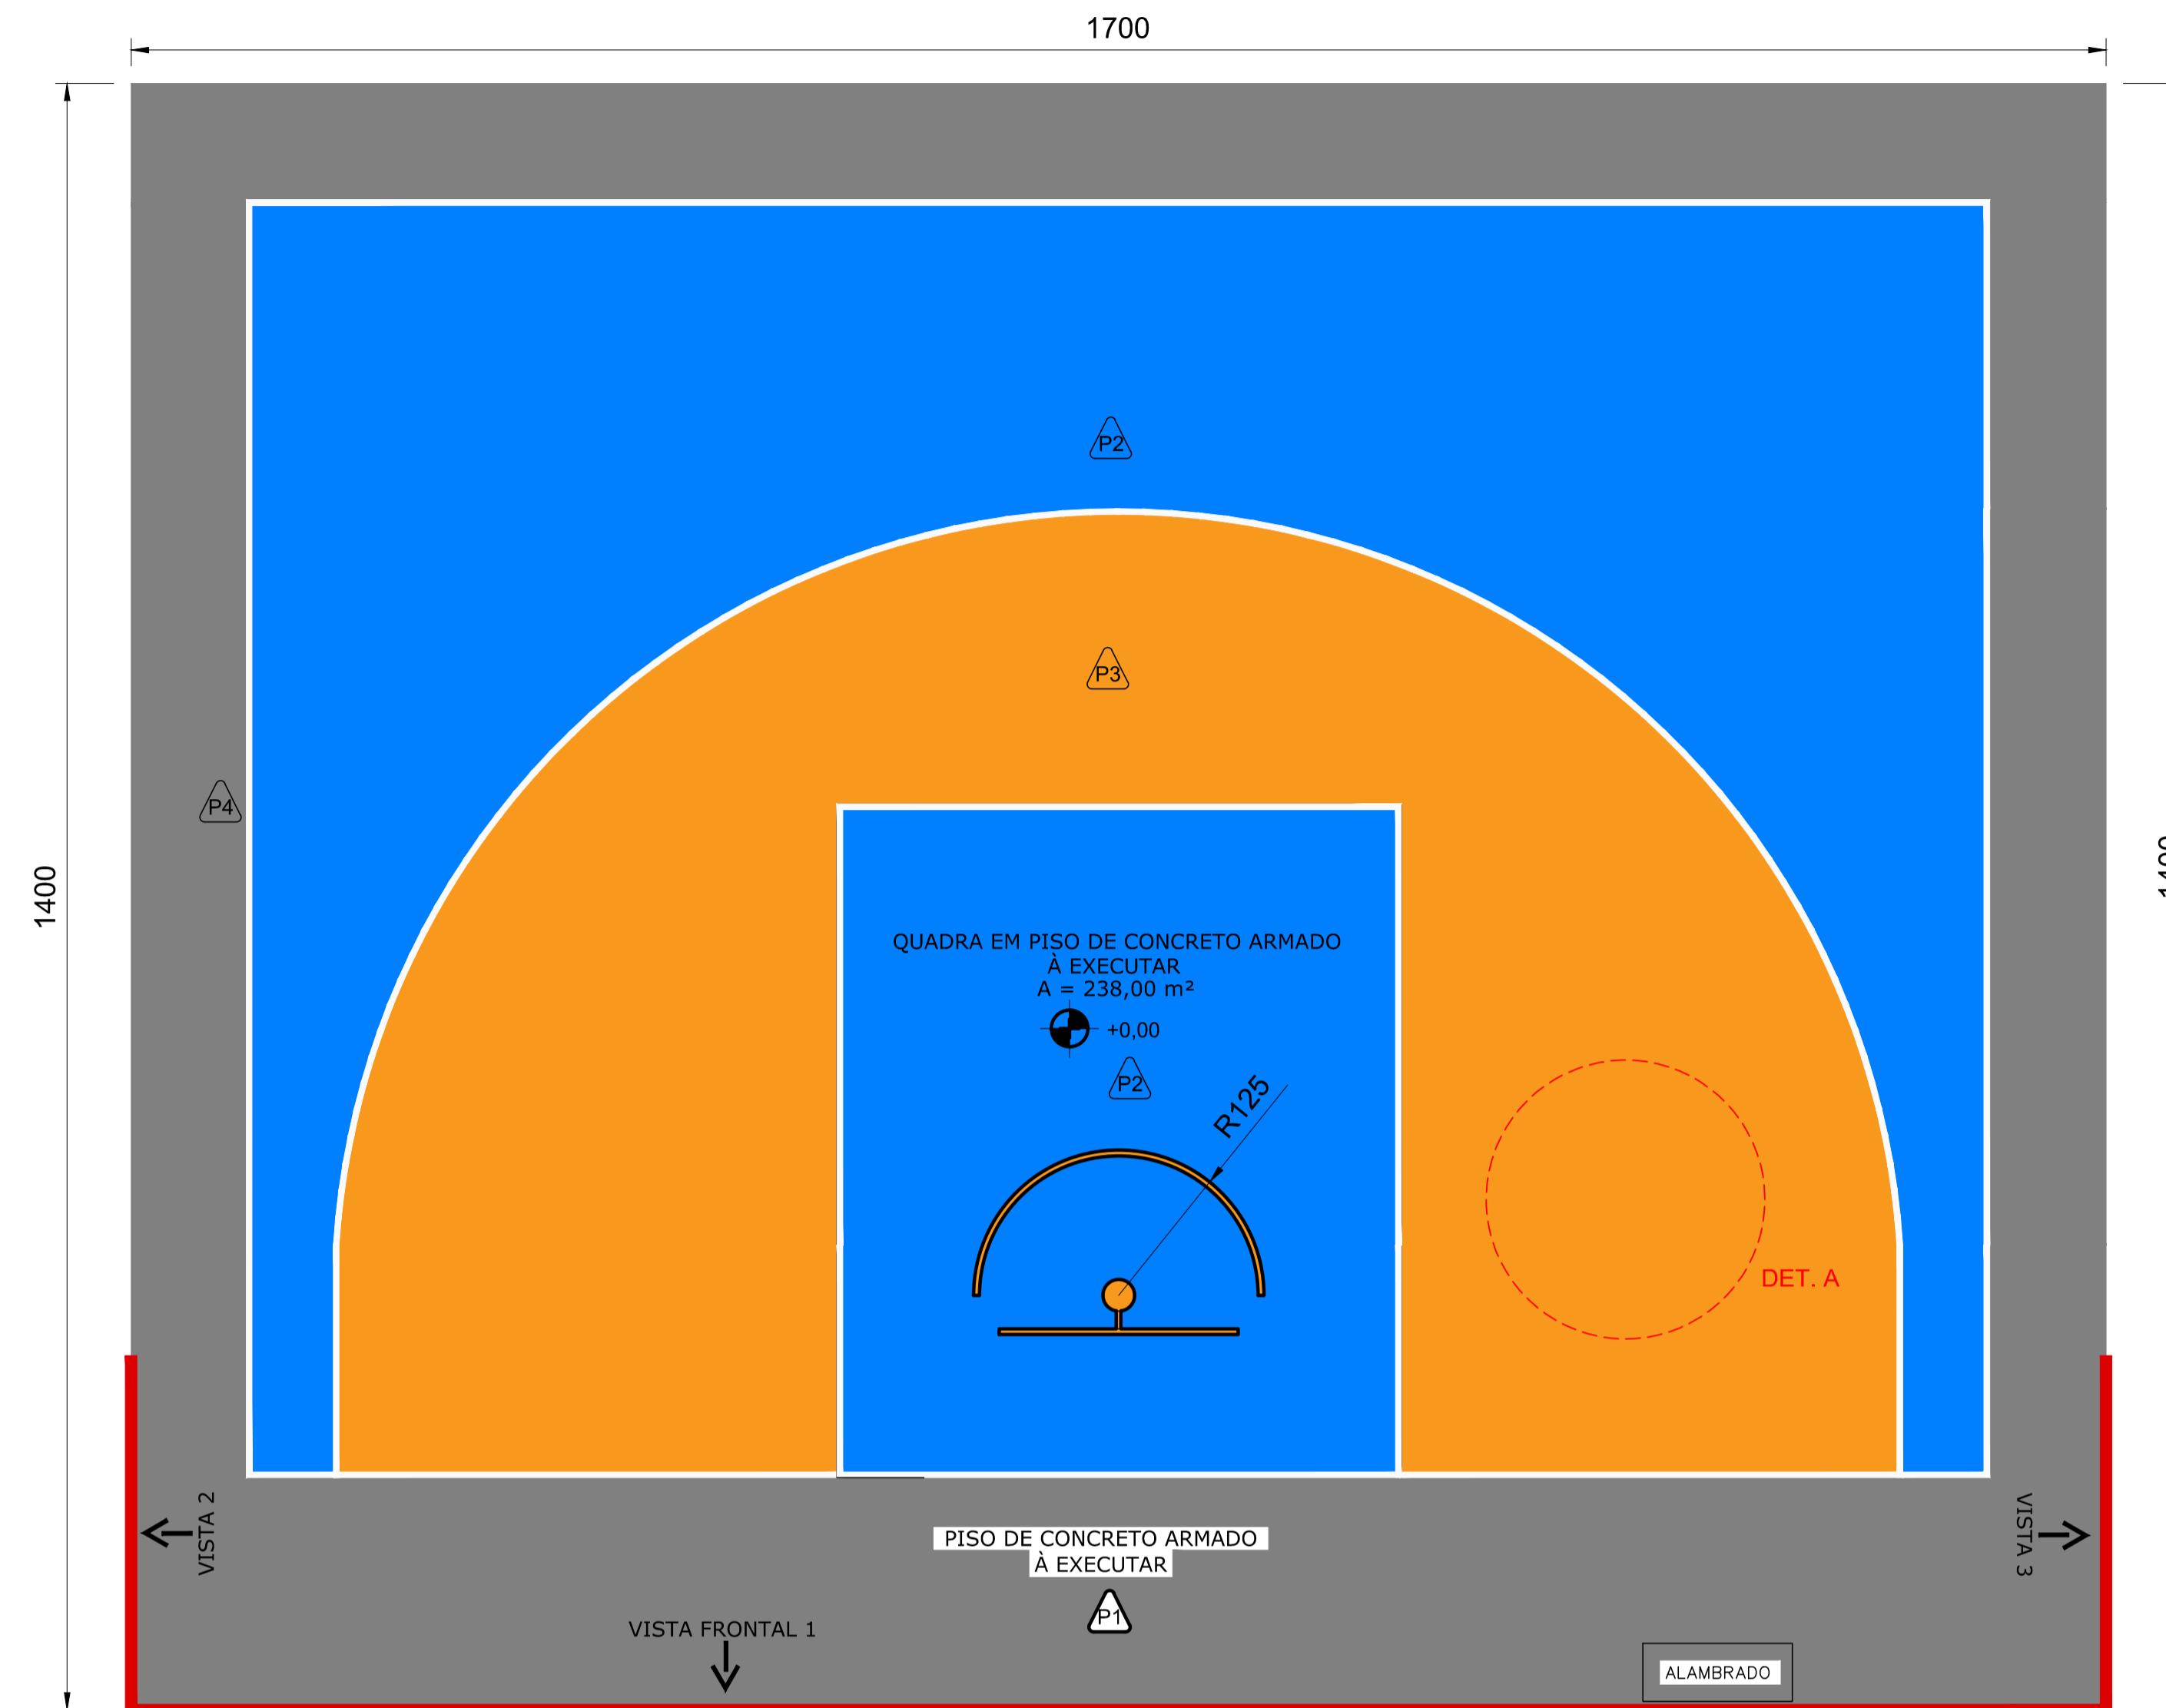 1700
P2
P3
P4
1400
QUADRA EM PISO DE CONCRETO ARMADO
À EXECUTAR
A = 238,00 m²
+0,00
P2
R125
DET. A
VISTA 2
VISTA 3
PISO DE CONCRETO ARMADO
À EXECUTAR
P1
VISTA FRONTAL 1
ALAMBRADO